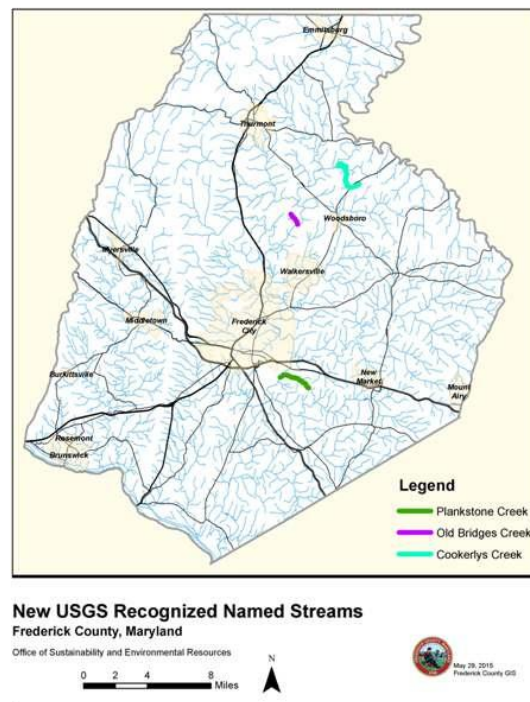 Emmitsburg
Thurmont
Woodsboro
Myersville
Walkersville
Middletown
Frederick
City
Burkittsville
New
Market
Mount
Airy
Rosemont
Brunswick
Legend
Plankstone Creek
Old Bridges Creek
Cookerlys Creek
New USGS Recognized Named Streams
Frederick County, Maryland
Office of Sustainability and Environmental Resources
N
0 2 4 8
Miles
May 29, 2015
Frederick County GIS